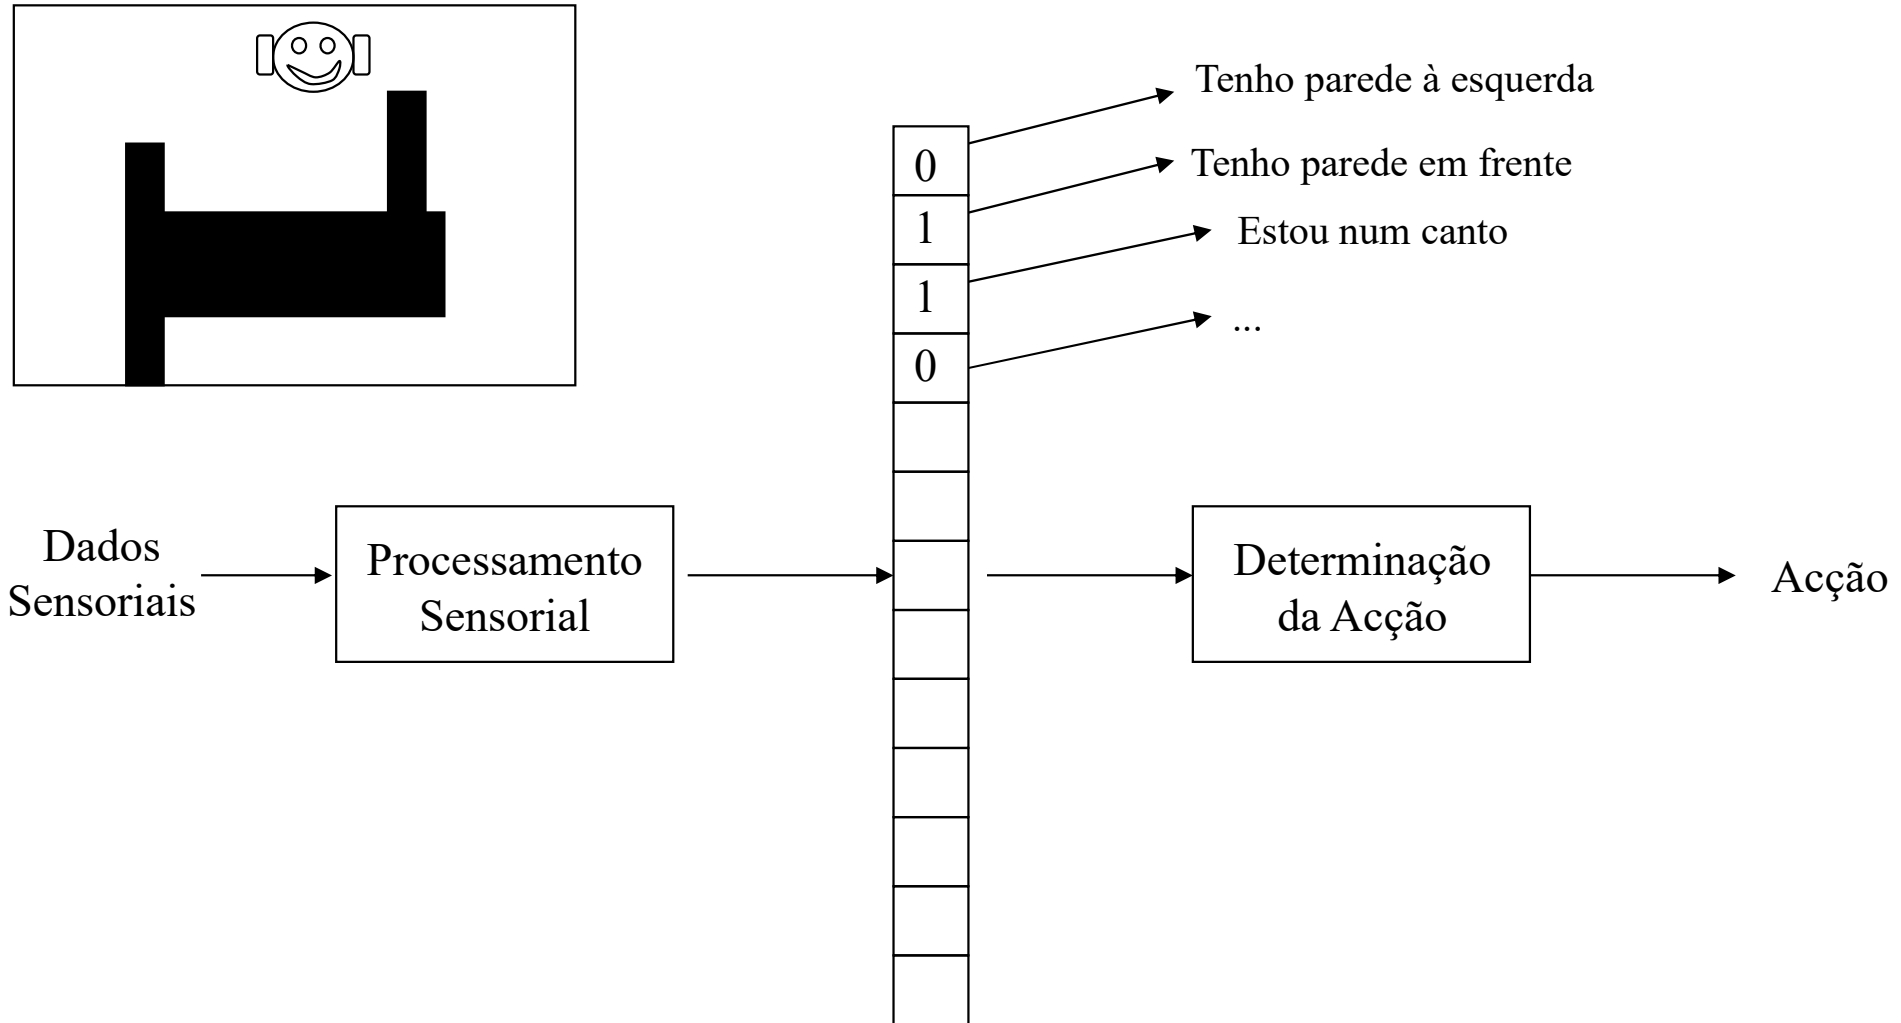 Tenho parede à esquerda
0
Tenho parede em frente
1
Estou num canto
1
...
0
Dados
Sensoriais
Processamento
Sensorial
Determinação
da Acção
Acção